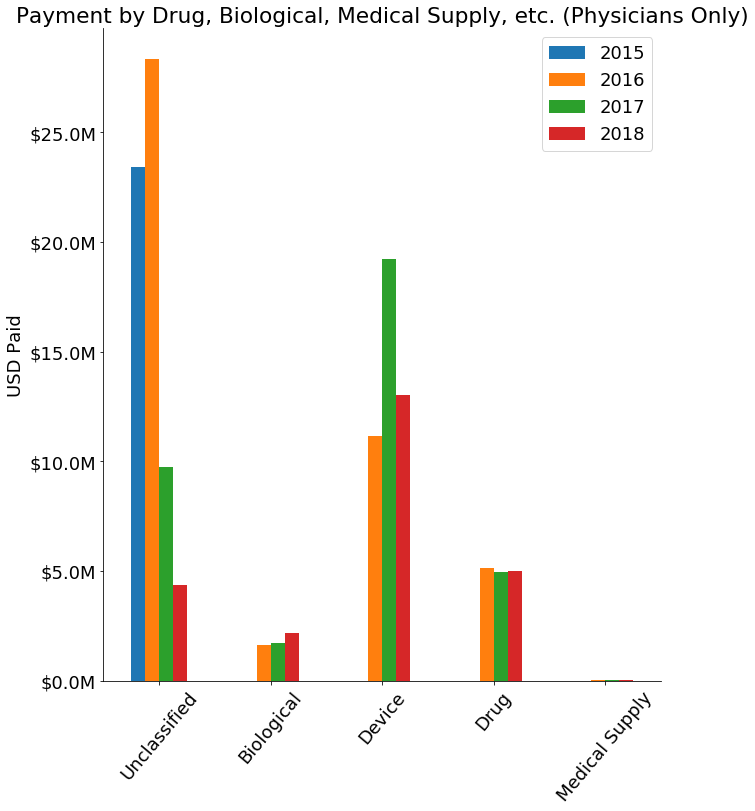 Payment by Drug, Biological, Medical Supply, etc. (Physicians Only)
2015
2016
2017
2018
USD Paid
$25.0M
$20.0M
$15.0M
$10.0M
$5.0M
$0.0M
Unclassified
Biological
Device
Drug
Medical Supply